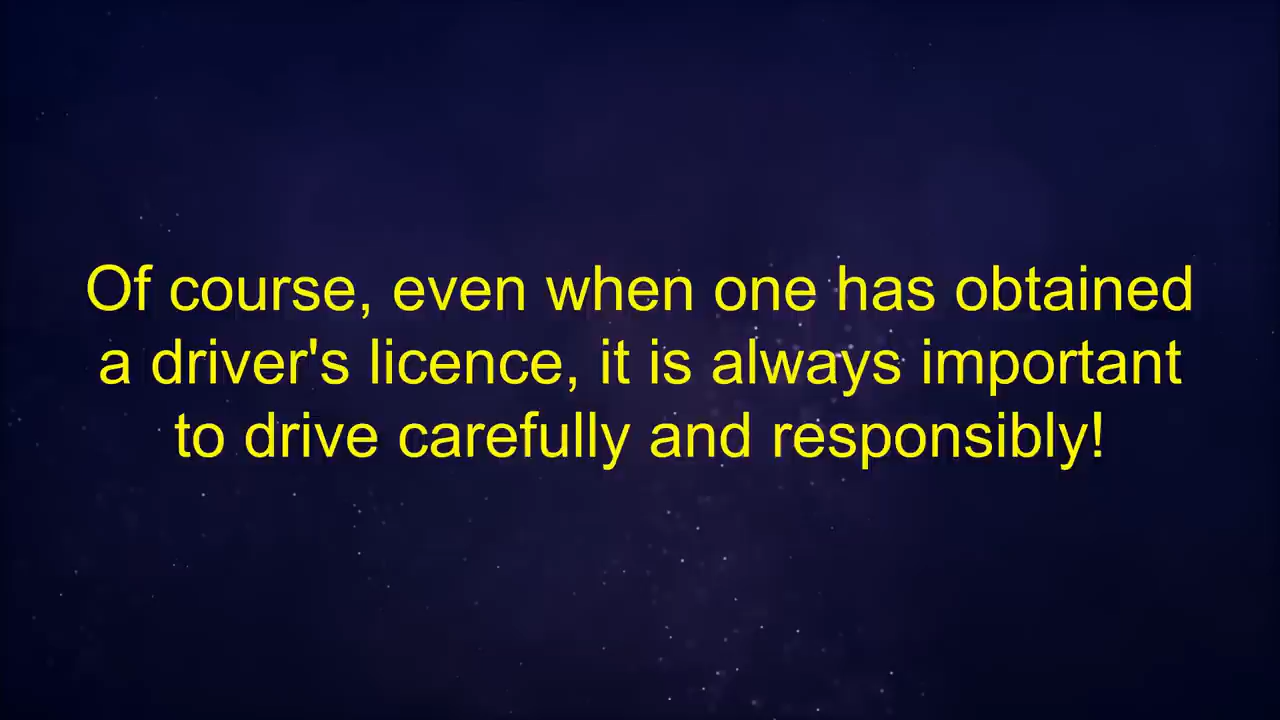 Of course, even when one has obtained
a driver's licence, it is always important
to drive carefully and responsibly!